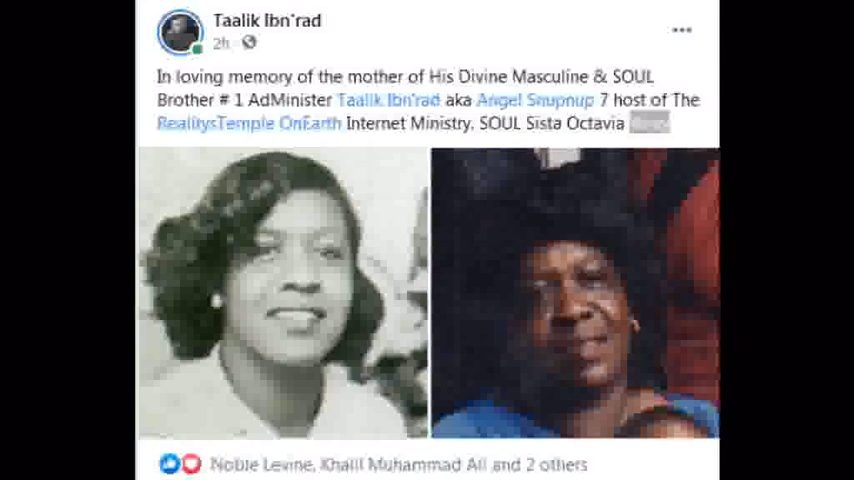 Taalik Ibn'rad
2h
In loving memory of the mother of His Divine Masculine & SOUL
Brother # 1 AdMinister Taalik Ibn'rad aka Angel Snupnup 7 host of The
RealitysTemple OnEarth Internet Ministry. SOUL Sista Octavia
Noble Levine, Khalil Muhammad Ali and 2 others